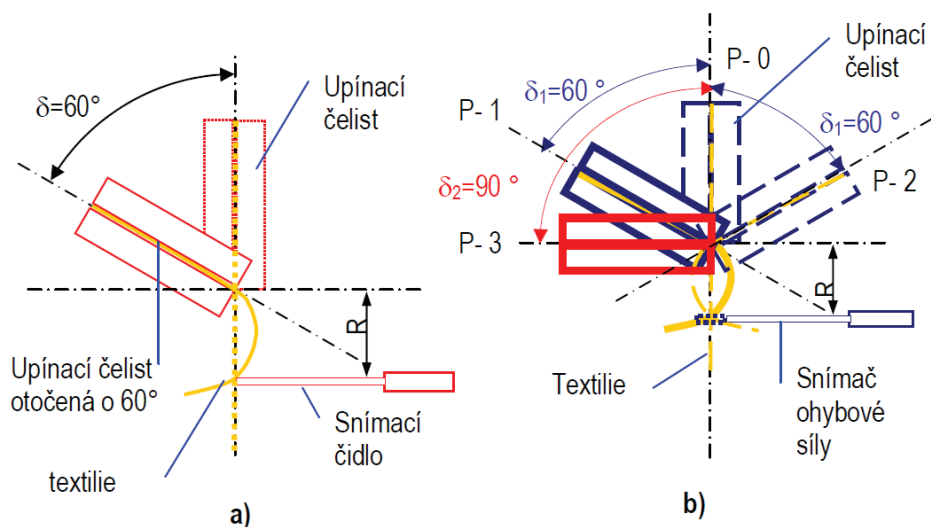 δ=60°
Upínací
čelist
R
Upínací čelist
otočená o 60°
Snímací
čidlo
textilie
a)
P- 0
Upínací
čelist
P- 1
δ1=60°
δ1=60°
δ2=90 °
P- 2
P- 3
R
Textilie
Snímač
ohybové
síly
b)